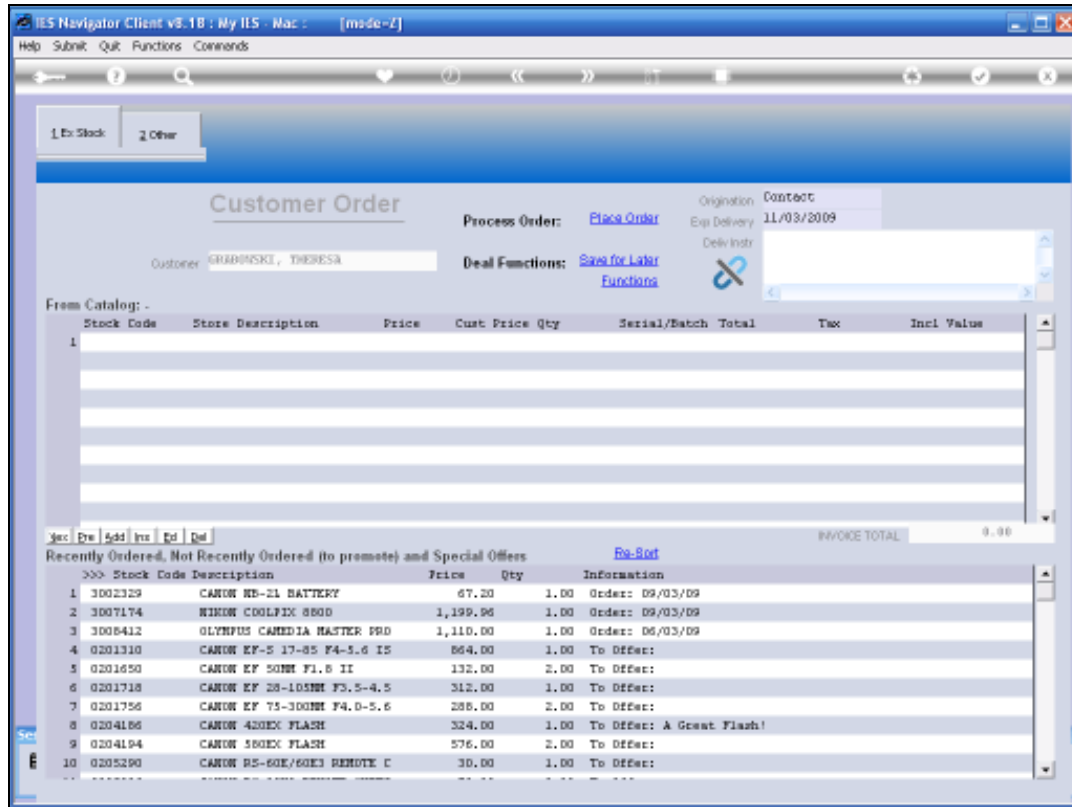 IES Navigator Client v8.18 : My IES - Mac : [mode=Z]
Help Submit Quit Functions Commands
1 Ex Stock 2 Other
Customer Order
Process Order: Place Order
Origination Contact
Exp Delivery 11/03/2009
Deliv Instr
Customer GRABOWSKI, THERESA
Deal Functions: Save for Later
Functions
From Catalog: -
Stock Code Store Description Price Cust Price Qty Serial/Batch Total Tax Incl Value
1
Nex Pre Add Ins Ed Del
INVOICE TOTAL 0.00
Recently Ordered, Not Recently Ordered (to promote) and Special Offers Re-Sort
>>> Stock Code Description Price Qty Information
1 3002329 CANON NB-2L BATTERY 67.20 1.00 Order: 09/03/09
2 3007174 NIKON COOLPIX 8800 1,199.96 1.00 Order: 09/03/09
3 3008412 OLYMPUS CAMEDIA MASTER PRO 1,110.00 1.00 Order: 06/03/09
4 0201310 CANON EF-S 17-85 F4-5.6 IS 864.00 1.00 To Offer:
5 0201650 CANON EF 50MM F1.8 II 132.00 2.00 To Offer:
6 0201718 CANON EF 28-105MM F3.5-4.5 312.00 1.00 To Offer:
7 0201756 CANON EF 75-300MM F4.0-5.6 288.00 2.00 To Offer:
8 0204186 CANON 420EX FLASH 324.00 1.00 To Offer: A Great Flash!
9 0204194 CANON 580EX FLASH 576.00 2.00 To Offer:
10 0205290 CANON RS-60E/60E3 REMOTE C 30.00 1.00 To Offer: